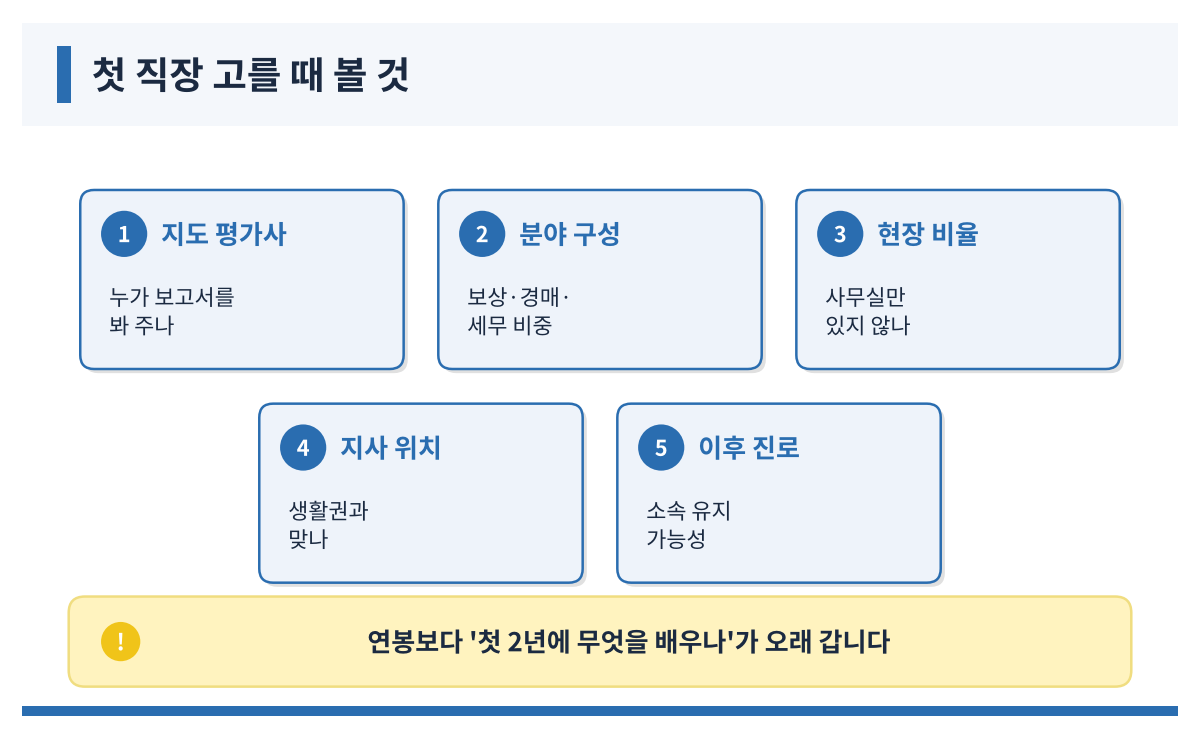 첫 직장 고를 때 볼 것
1 지도 평가사
누가 보고서를
봐 주나
2 분야 구성
보상·경매·
세무 비중
3 현장 비율
사무실만
있지 않나
4 지사 위치
생활권과
맞나
5 이후 진로
소속 유지
가능성
! 연봉보다 '첫 2년에 무엇을 배우나'가 오래 갑니다